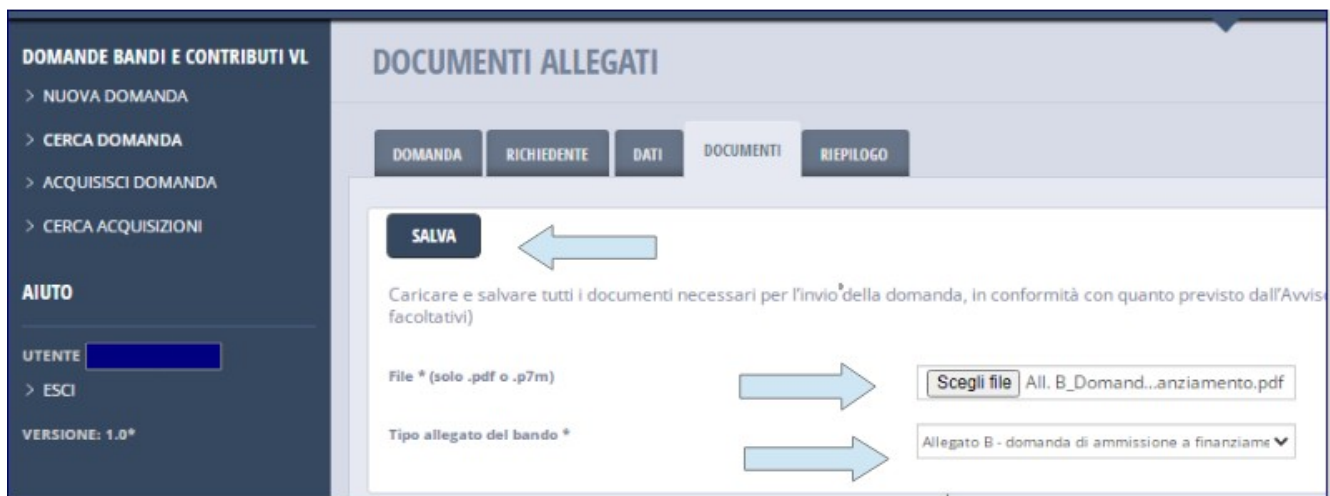 DOMANDE BANDI E CONTRIBUTI VL
> NUOVA DOMANDA
> CERCA DOMANDA
> ACQUISISCI DOMANDA
> CERCA ACQUISIZIONI
AIUTO
UTENTE
> ESCI
VERSIONE: 1.0*
DOCUMENTI ALLEGATI
DOMANDA RICHIEDENTE DATI DOCUMENTI RIEPILOGO
SALVA
Caricare e salvare tutti i documenti necessari per l'invio della domanda, in conformità con quanto previsto dall'Avviso
facoltativi)
File * (solo .pdf o .p7m) Scegli file All. B_Domand...anziamento.pdf
Tipo allegato del bando * Allegato B - domanda di ammissione a finanziame